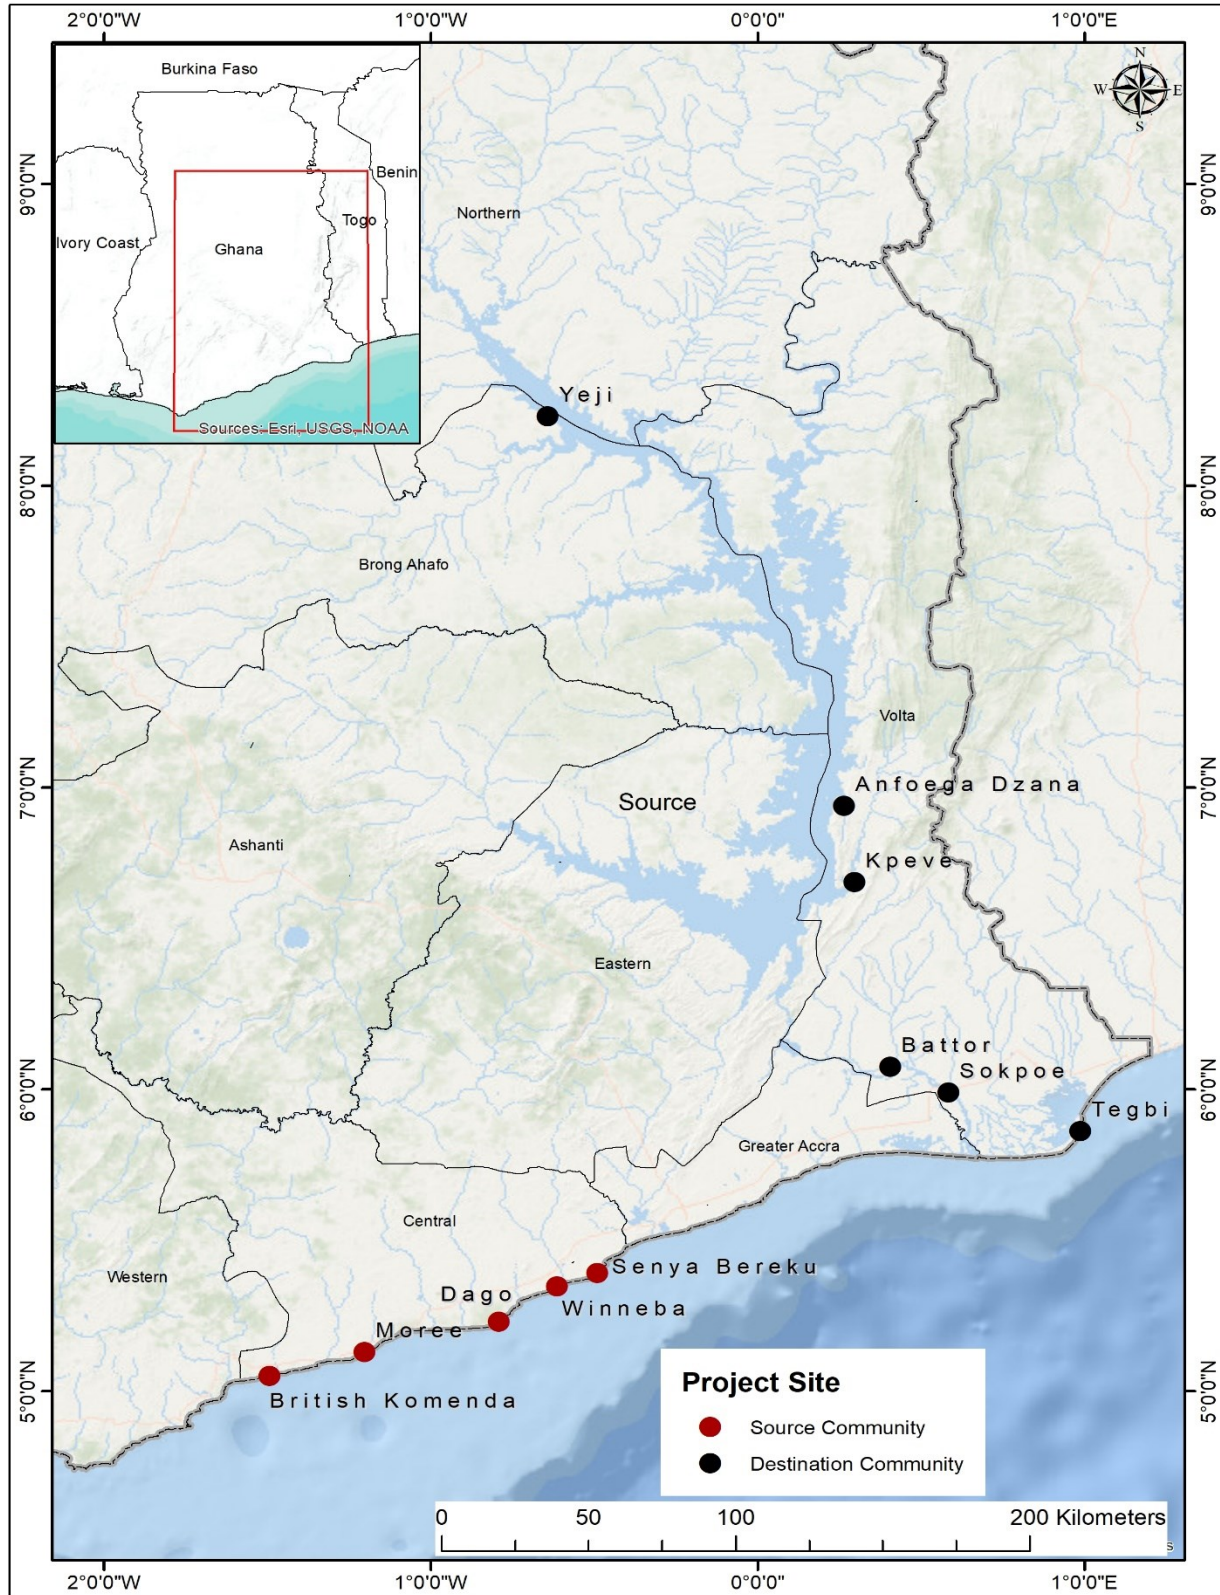 2°0'0"W 1°0'0"W 0°0'0" 1°0'0"E
N
W E
S
Burkina Faso
Benin
Togo
Ivory Coast
Ghana
Sources: Esri, USGS, NOAA
9°0'0"N 9°0'0"N
Northern
Yeji
8°0'0"N 8°0'0"N
Brong Ahafo
Volta
7°0'0"N 7°0'0"N
Anfoega Dzana
Source
Ashanti
Kpeve
Eastern
Battor
Sokpoe
6°0'0"N 6°0'0"N
Tegbi
Greater Accra
Central
Western
Senya Bereku
Dago
Winneba
Moree
British Komenda
5°0'0"N 5°0'0"N
Project Site
Source Community
Destination Community
0 50 100 200 Kilometers
s
2°0'0"W 1°0'0"W 0°0'0" 1°0'0"E